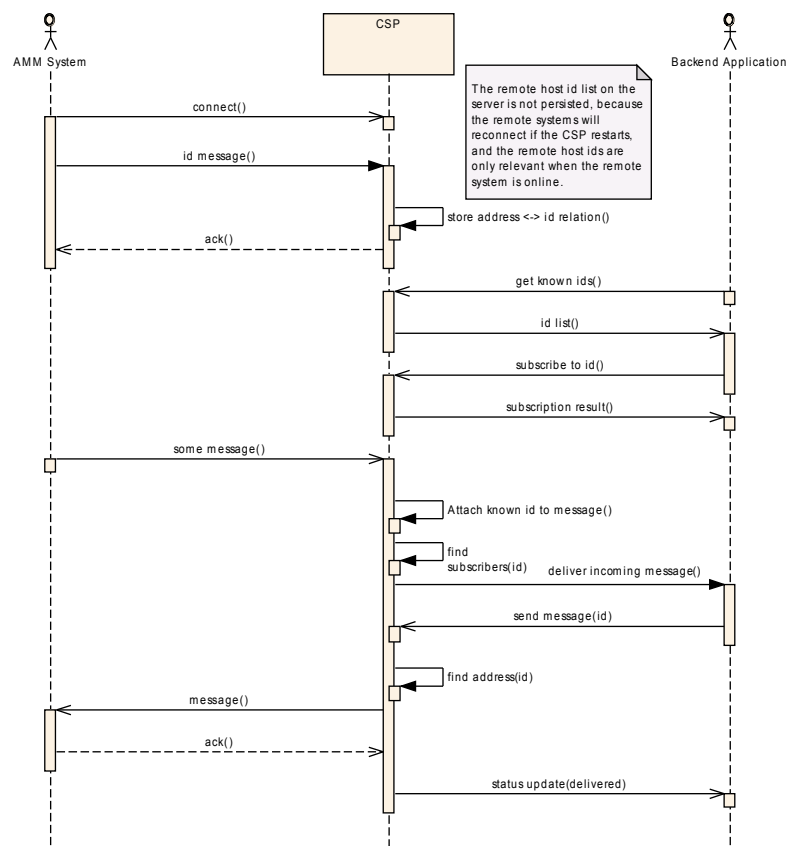 CSP
AMM System
Backend Application
The remote host id list on the
server is not persisted, because
the remote systems will
reconnect if the CSP restarts,
and the remote host ids are
only relevant when the remote
system is online.
connect()
id message()
store address <-> id relation()
ack()
get known ids()
id list()
subscribe to id()
subscription result()
some message()
Attach known id to message()
find
subscribers(id)
deliver incoming message()
send message(id)
find address(id)
message()
ack()
status update(delivered)